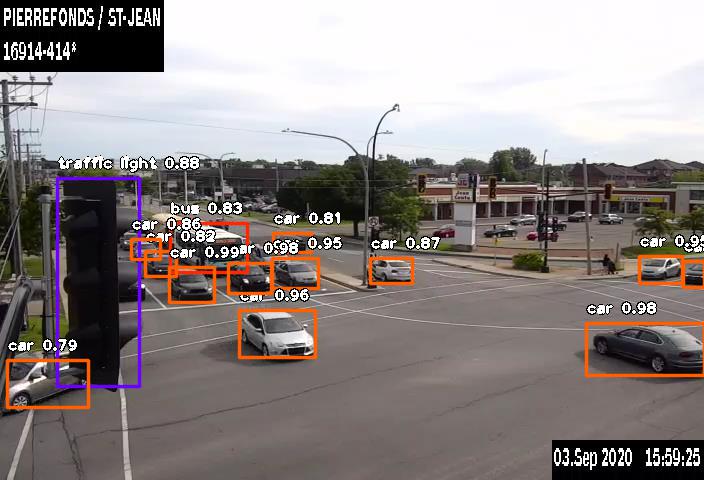 PIERREFONDS / ST-JEAN
16914-414*
traffic light 0.88
bus 0.83
car 0.86
car 0.81
car 0.82
0.95
car 0.99
0.98
car 0.87
car 0.95
car 0.96
car 0.98
car 0.79
03.Sep 2020 15:59:25